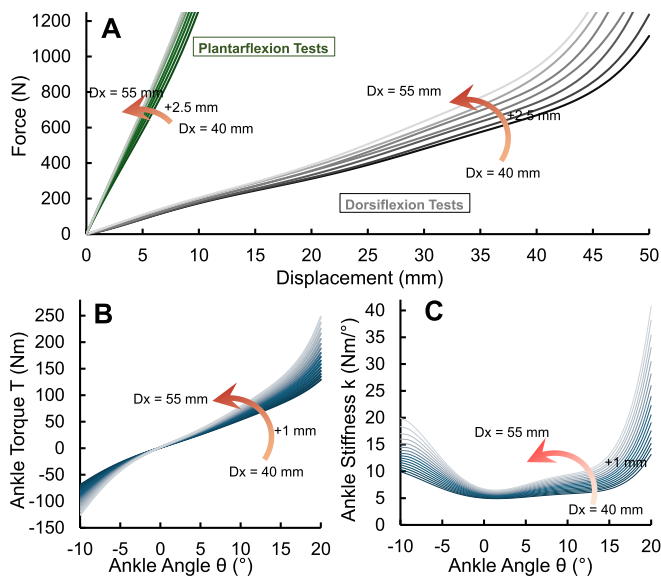 A
Plantarflexion Tests
Dx = 55 mm
+2.5 mm
Dx = 40 mm
Dx = 55 mm
+2.5 mm
Dx = 40 mm
Dorsiflexion Tests
Force (N)
1200
1000
800
600
400
200
0
0 5 10 15 20 25 30 35 40 45 50
Displacement (mm)
B
Ankle Torque T (Nm)
250
200
150
100
50
0
-50
-100
-150
Dx = 55 mm
+1 mm
Dx = 40 mm
-10 -5 0 5 10 15 20
Ankle Angle θ (°)
C
Ankle Stiffness k (Nm/°)
40
35
30
25
20
15
10
5
0
Dx = 55 mm
+1 mm
Dx = 40 mm
-10 -5 0 5 10 15 20
Ankle Angle θ (°)